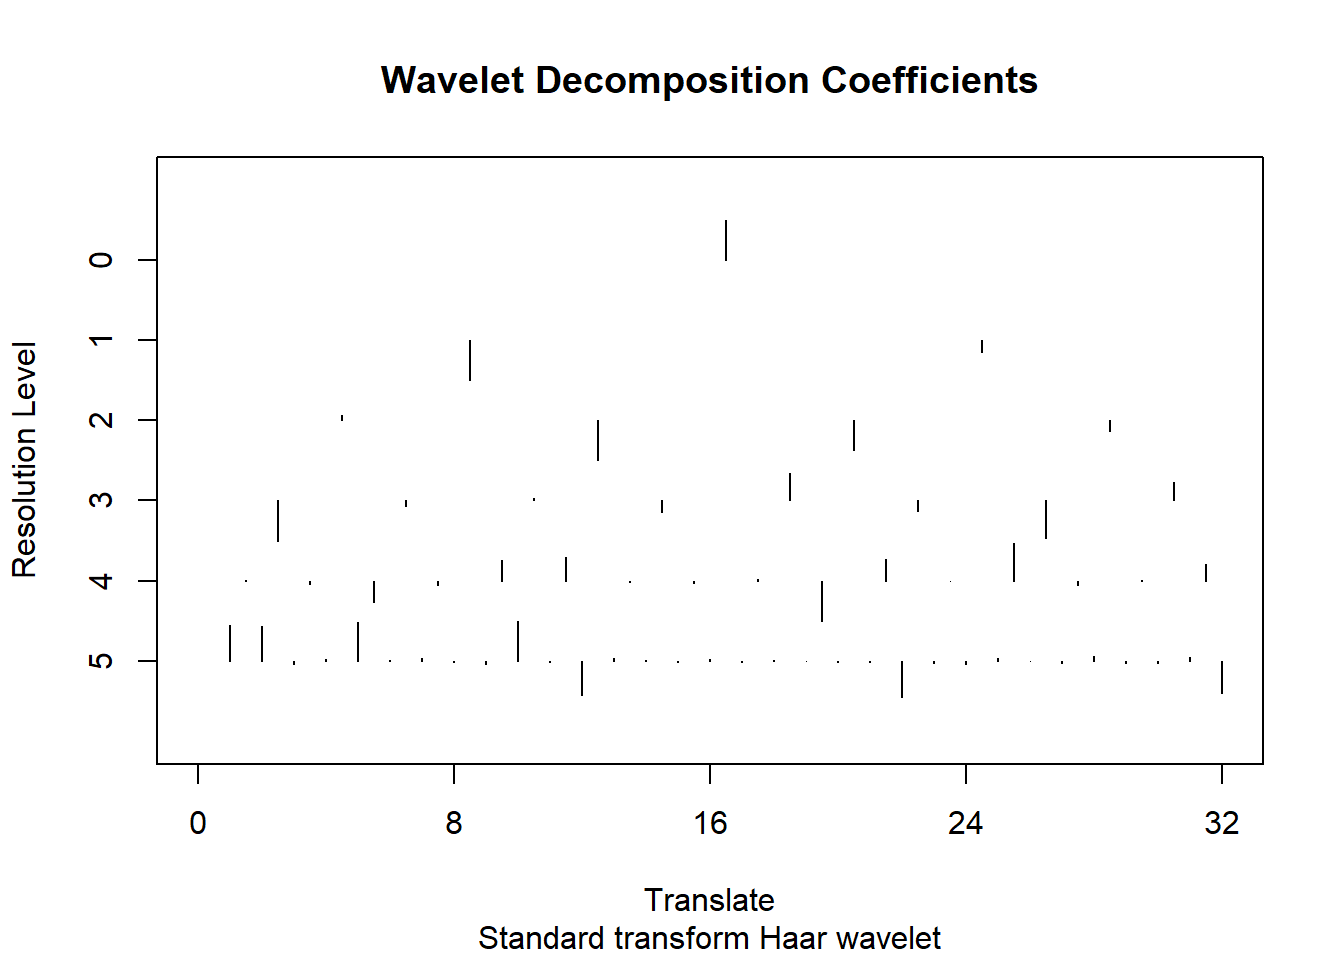 Wavelet Decomposition Coefficients
Resolution Level
0
1
2
3
4
5
0 8 16 24 32
Translate
Standard transform Haar wavelet